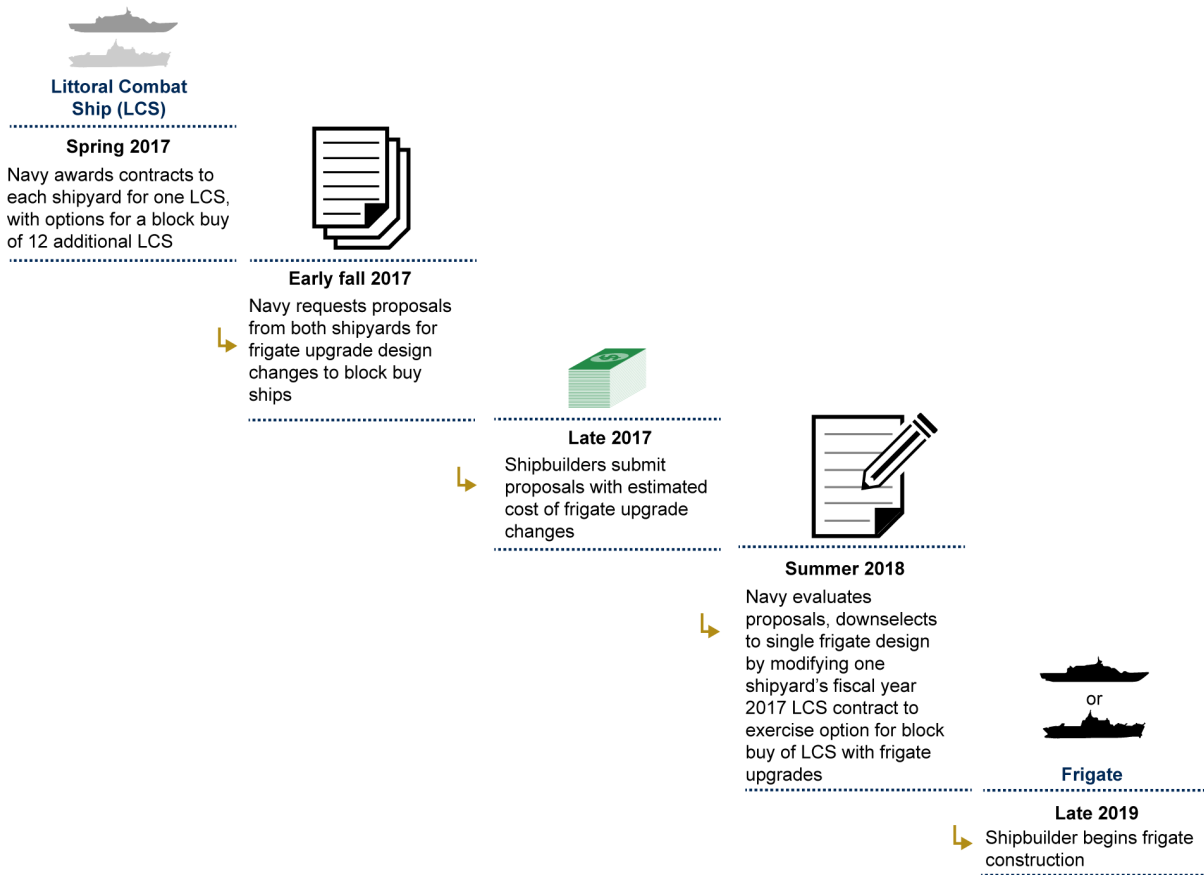 Littoral Combat
Ship (LCS)
Spring 2017
Navy awards contracts to
each shipyard for one LCS,
with options for a block buy
of 12 additional LCS
Early fall 2017
Navy requests proposals
from both shipyards for
frigate upgrade design
changes to block buy
ships
$
Late 2017
Shipbuilders submit
proposals with estimated
cost of frigate upgrade
changes
Summer 2018
Navy evaluates
proposals, downselects
to single frigate design
by modifying one
shipyard's fiscal year
2017 LCS contract to
exercise option for block
buy of LCS with frigate
upgrades
or
Frigate
Late 2019
Shipbuilder begins frigate
construction